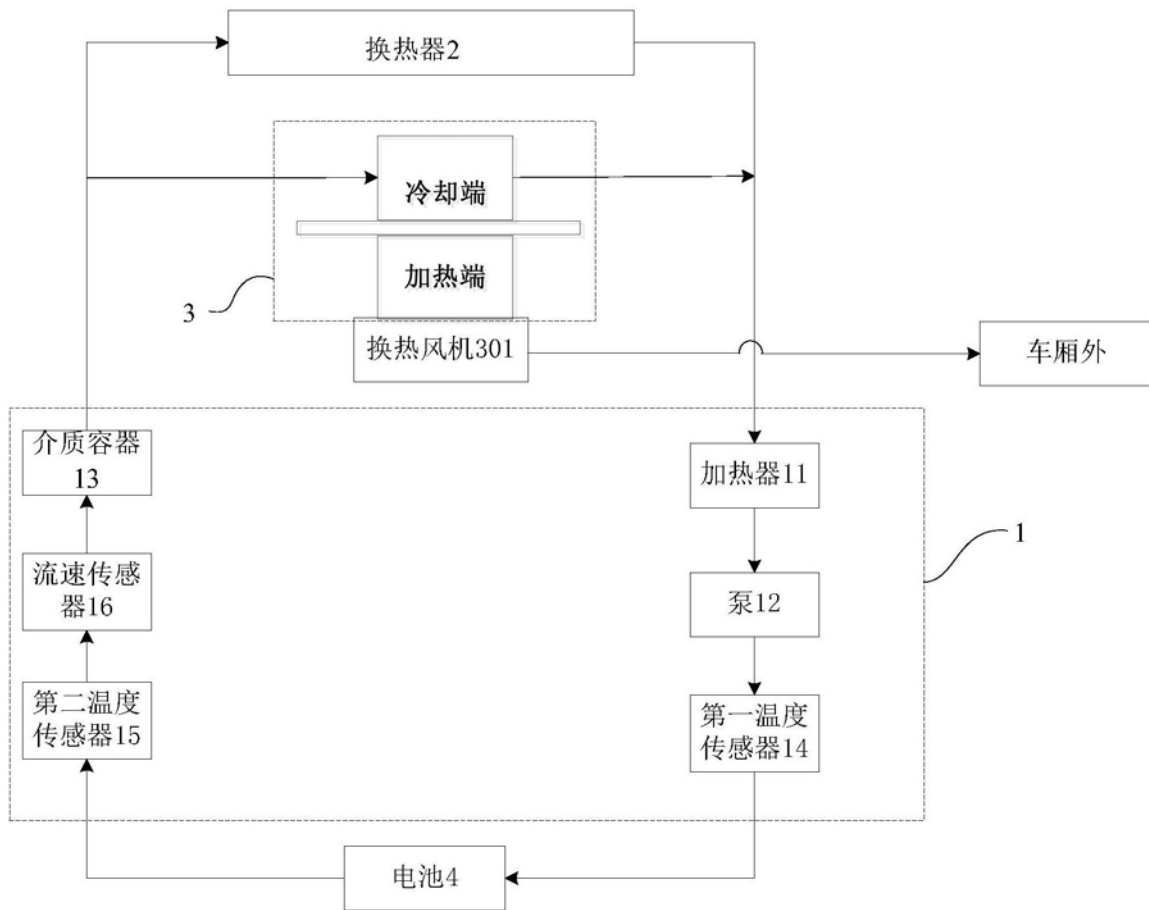 换热器2
冷却端
加热端
3
换热风机301
车厢外
介质容器
13
加热器11
1
流速传感
器16
泵12
第二温度
传感器15
第一温度
传感器14
电池4